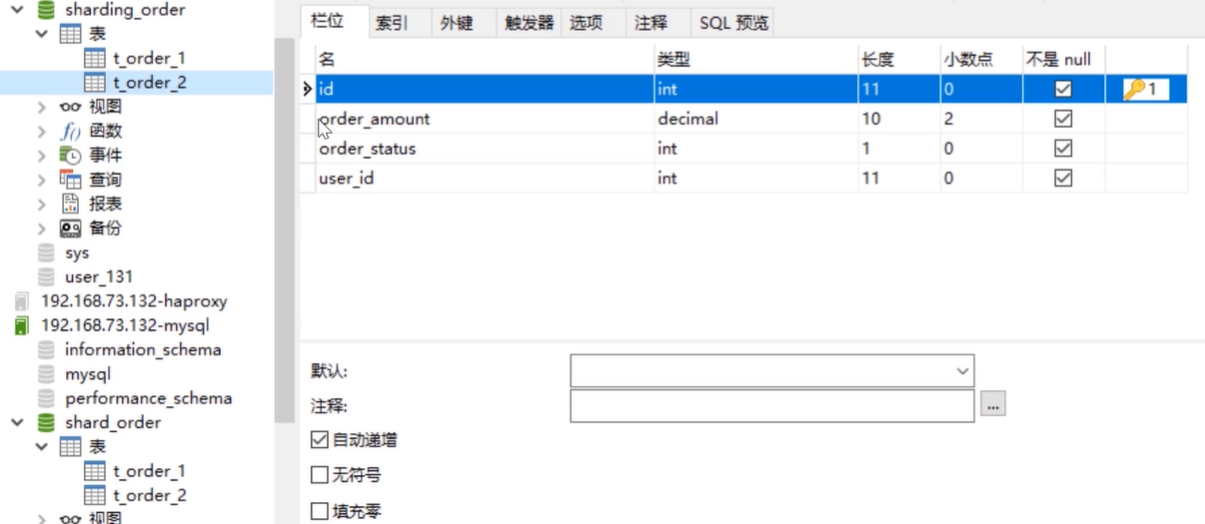 sharding_order
表
t_order_1
t_order_2
视图
f()
函数
事件
查询
报表
备份
sys
user_131
192.168.73.132-haproxy
192.168.73.132-mysql
information_schema
mysql
performance_schema
shard_order
表
t_order_1
t_order_2
视图
栏位 索引 外键 触发器 选项 注释 SQL 预览
名 类型 长度 小数点 不是 null
id int 11 0 1
order_amount decimal 10 2
order_status int 1 0
user_id int 11 0
默认:
注释:
...
自动递增
无符号
填充零